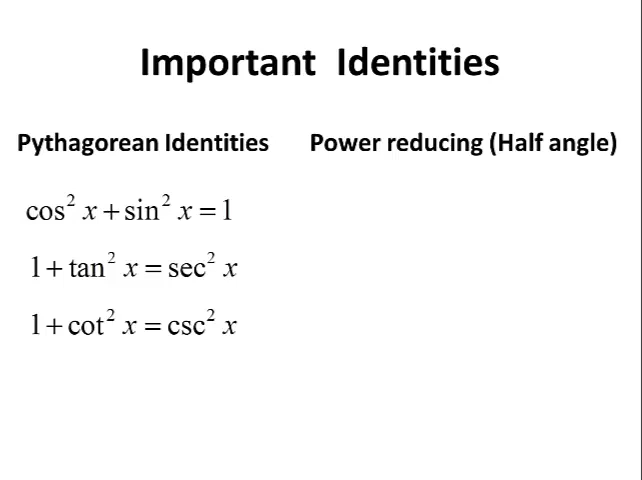 Important Identities
Pythagorean Identities Power reducing (Half angle)
cos² x + sin² x = 1
1 + tan² x = sec² x
1 + cot² x = csc² x